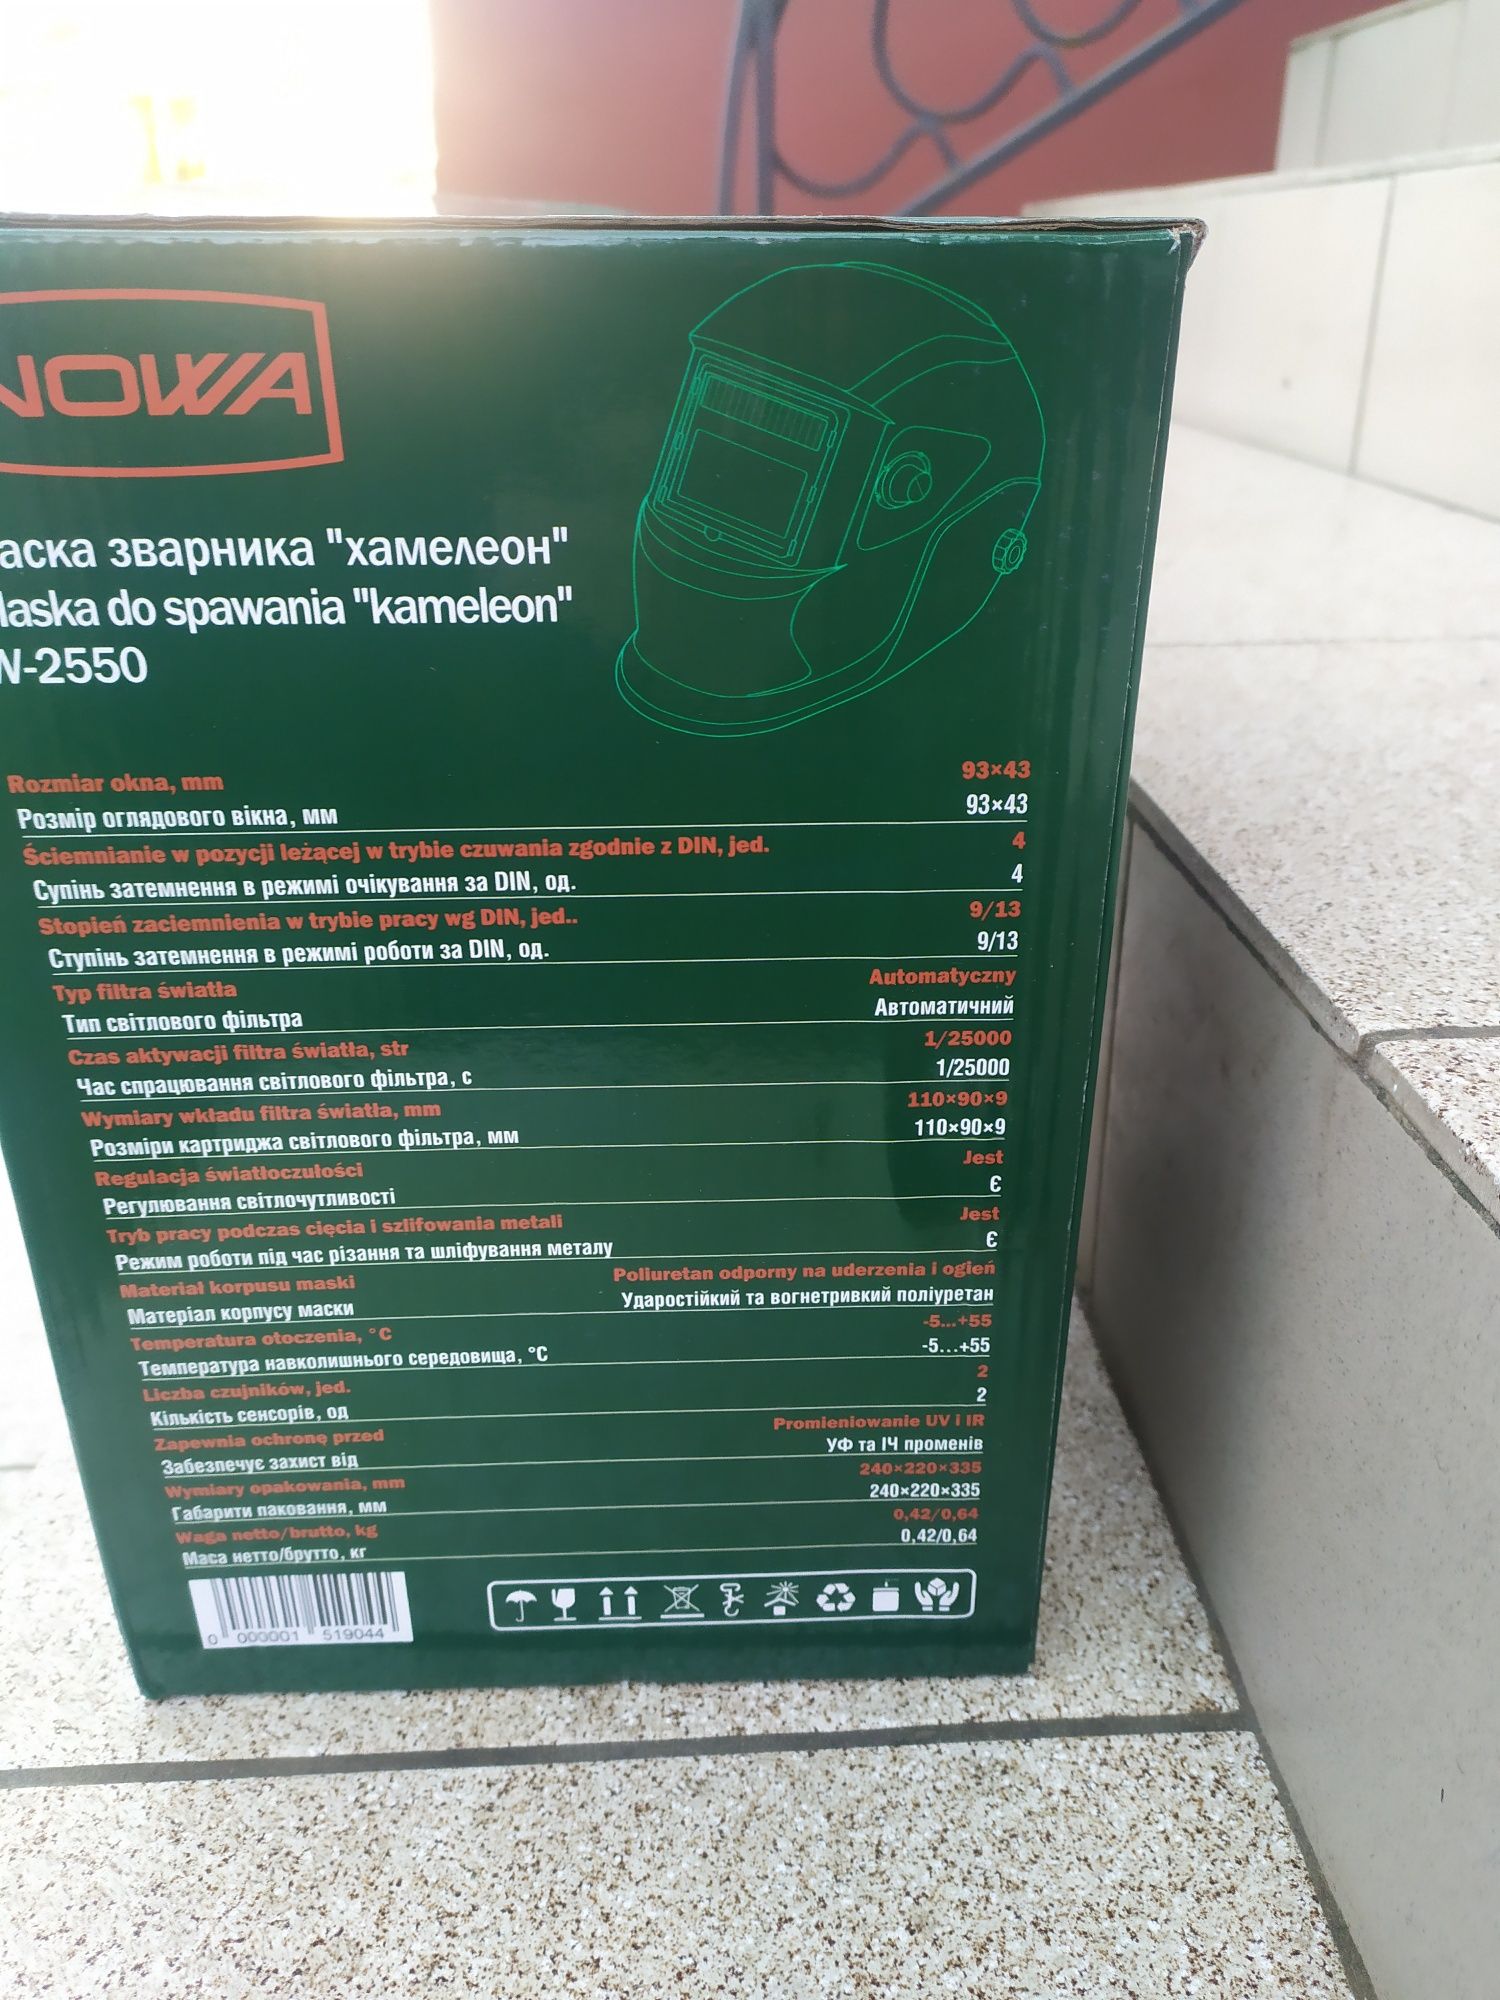 NOWA
аска зварника "хамелеон"
aska do spawania "kameleon"
W-2550
Rozmiar okna, mm 93×43
Розмір оглядового вікна, мм 93×43
Ściemnianie w pozycji leżącej w trybie czuwania zgodnie z DIN, jed. 4
Супінь затемнення в режимі очікування за DIN, од. 4
Stopień zaciemnienia w trybie pracy wg DIN, jed.. 9/13
Ступінь затемнення в режимі роботи за DIN, од. 9/13
Typ filtra światła Automatyczny
Тип світлового фільтра Автоматичний
Czas aktywacji filtra światła, str 1/25000
Час спрацювання світлового фільтра, с 1/25000
Wymiary wkładu filtra światła, mm 110×90×9
Розміри картриджа світлового фільтра, мм 110×90×9
Regulacja światłoczułości Jest
Регулювання світлочутливості Є
Tryb pracy podczas cięcia i szlifowania metali Jest
Режим роботи під час різання та шліфування металу Є
Materiał korpusu maski Poliuretan odporny na uderzenia i ogień
Матеріал корпусу маски Ударостійкий та вогнетривкий поліуретан
Temperatura otoczenia, °C -5...+55
Температура навколишнього середовища, °C -5...+55
Liczba czujników, jed. 2
Кількість сенсорів, од 2
Zapewnia ochronę przed Promieniowanie UV i IR
Забезпечує захист від УФ та ІЧ променів
Wymiary opakowania, mm 240×220×335
Габарити паковання, мм 240×220×335
Waga netto/brutto, kg 0,42/0,64
Маса нетто/брутто, кг 0,42/0,64
0 000001 519044